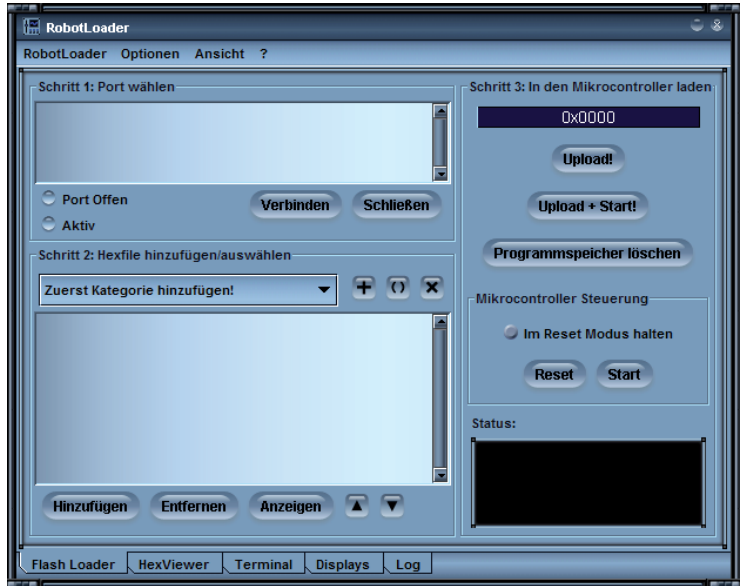 RobotLoader
RobotLoader Optionen Ansicht ?
Schritt 1: Port wählen
Port Offen
Aktiv
Verbinden Schließen
Schritt 2: Hexfile hinzufügen/auswählen
Zuerst Kategorie hinzufügen!
Hinzufügen Entfernen Anzeigen
Schritt 3: In den Mikrocontroller laden
0x0000
Upload!
Upload + Start!
Programmspeicher löschen
Mikrocontroller Steuerung
Im Reset Modus halten
Reset Start
Status:
Flash Loader HexViewer Terminal Displays Log